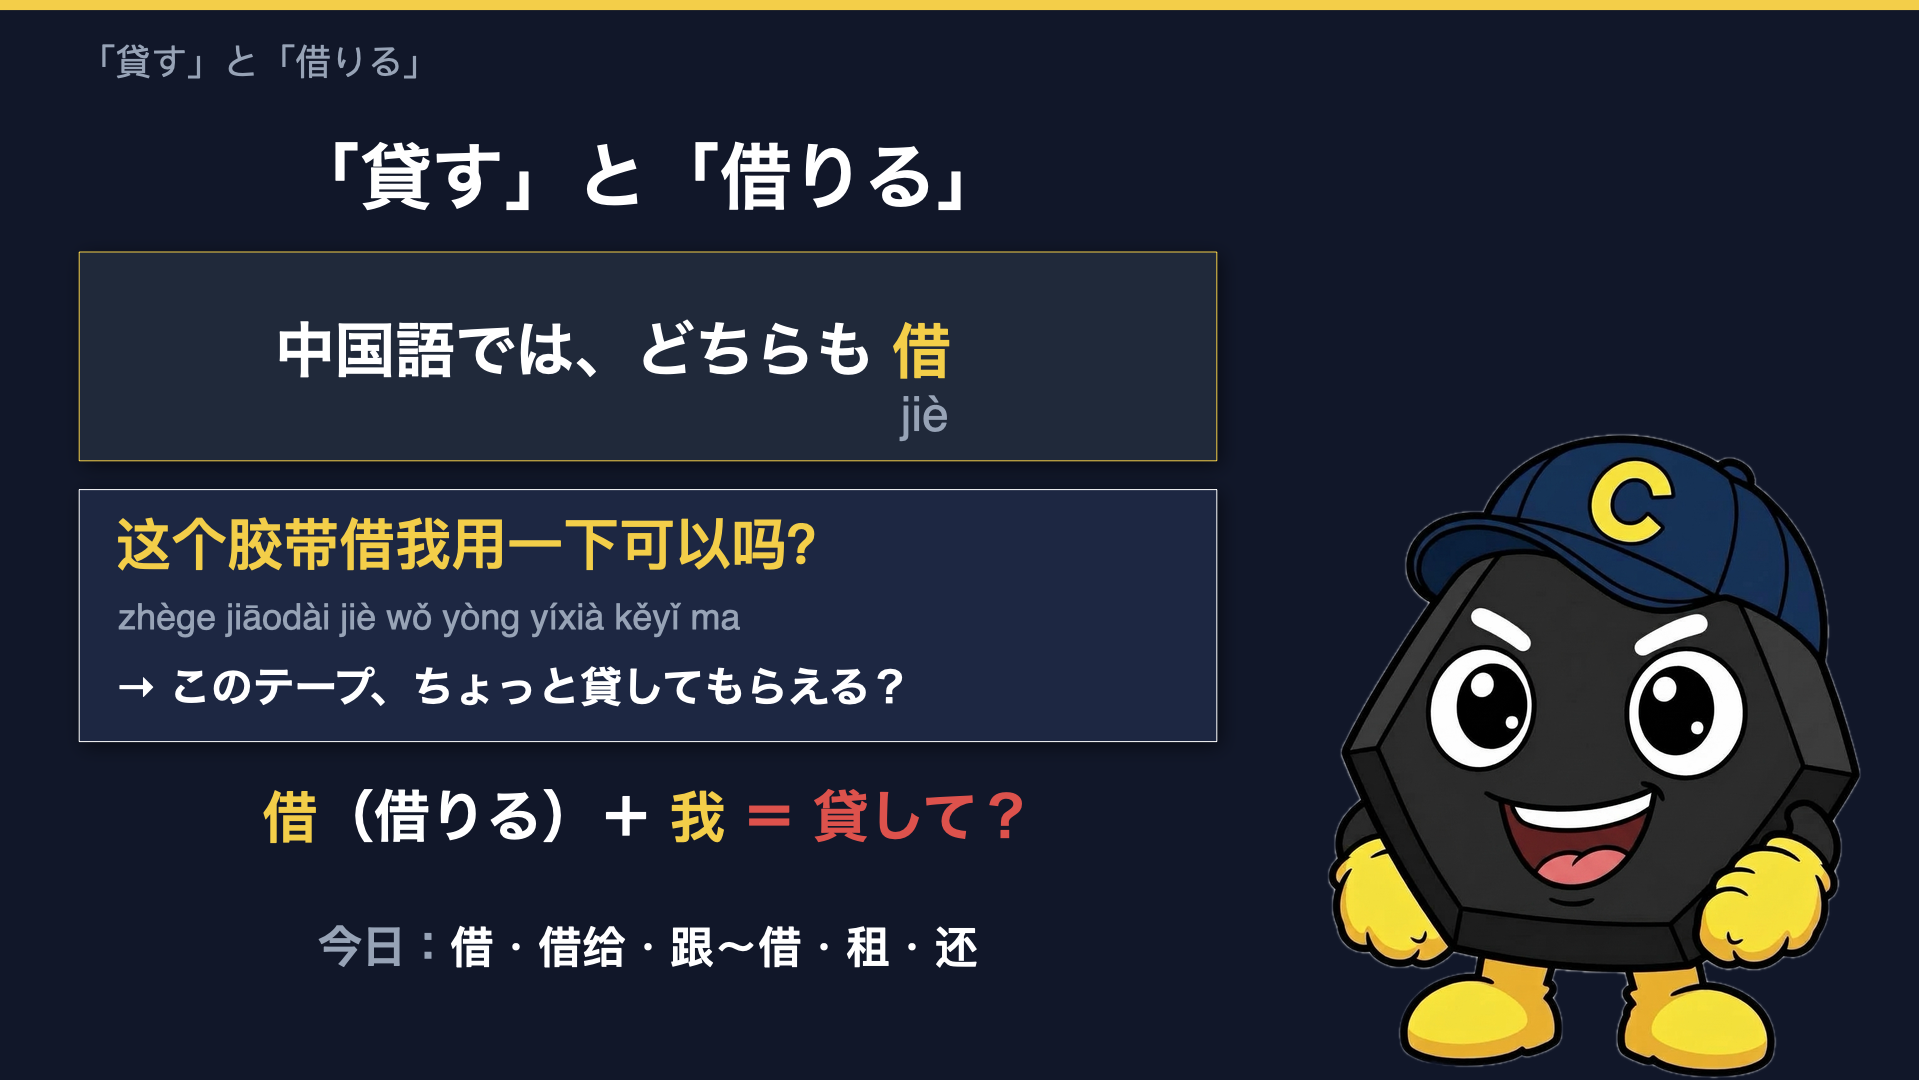 「貸す」と「借りる」
「貸す」と「借りる」
中国語では、どちらも 借
jiè
这个胶带借我用一下可以吗?
zhège jiāodài jiè wǒ yòng yíxià kěyǐ ma
→ このテープ、ちょっと貸してもらえる？
借（借りる）＋ 我 ＝ 貸して？
今日：借 · 借给 · 跟～借 · 租 · 还
C